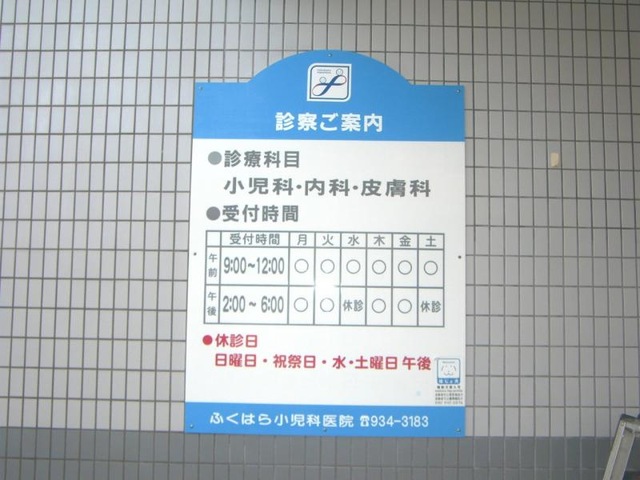 診察ご案内
●診療科目
小児科・内科・皮膚科
●受付時間
受付時間 月 火 水 木 金 土
午前 9:00~12:00 ○ ○ ○ ○ ○ ○
午後 2:00~6:00 ○ ○ 休診 ○ ○ 休診
●休診日
日曜日・祝祭日・水・土曜日午後
ふくはら小児科医院 ☎934-3183